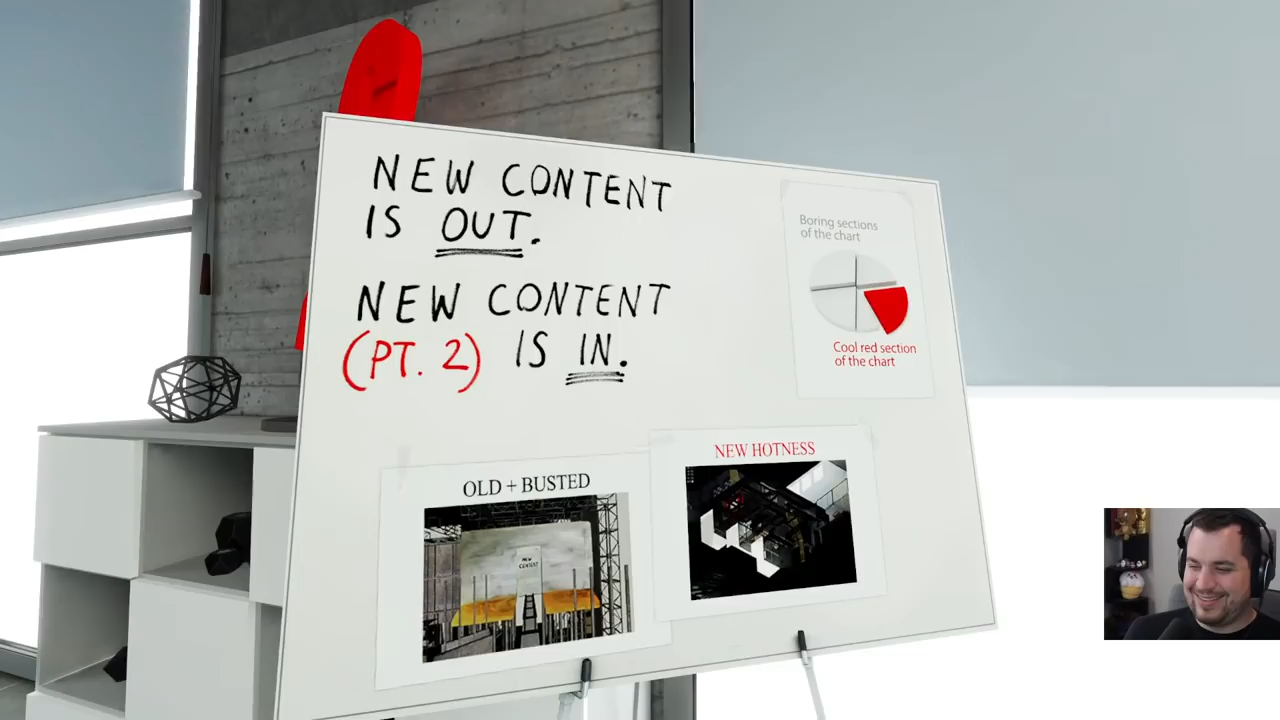 NEW CONTENT
IS OUT.
NEW CONTENT
(PT. 2) IS IN.
Boring sections
of the chart
Cool red section
of the chart
OLD + BUSTED
NEW
CONTENT
NEW HOTNESS